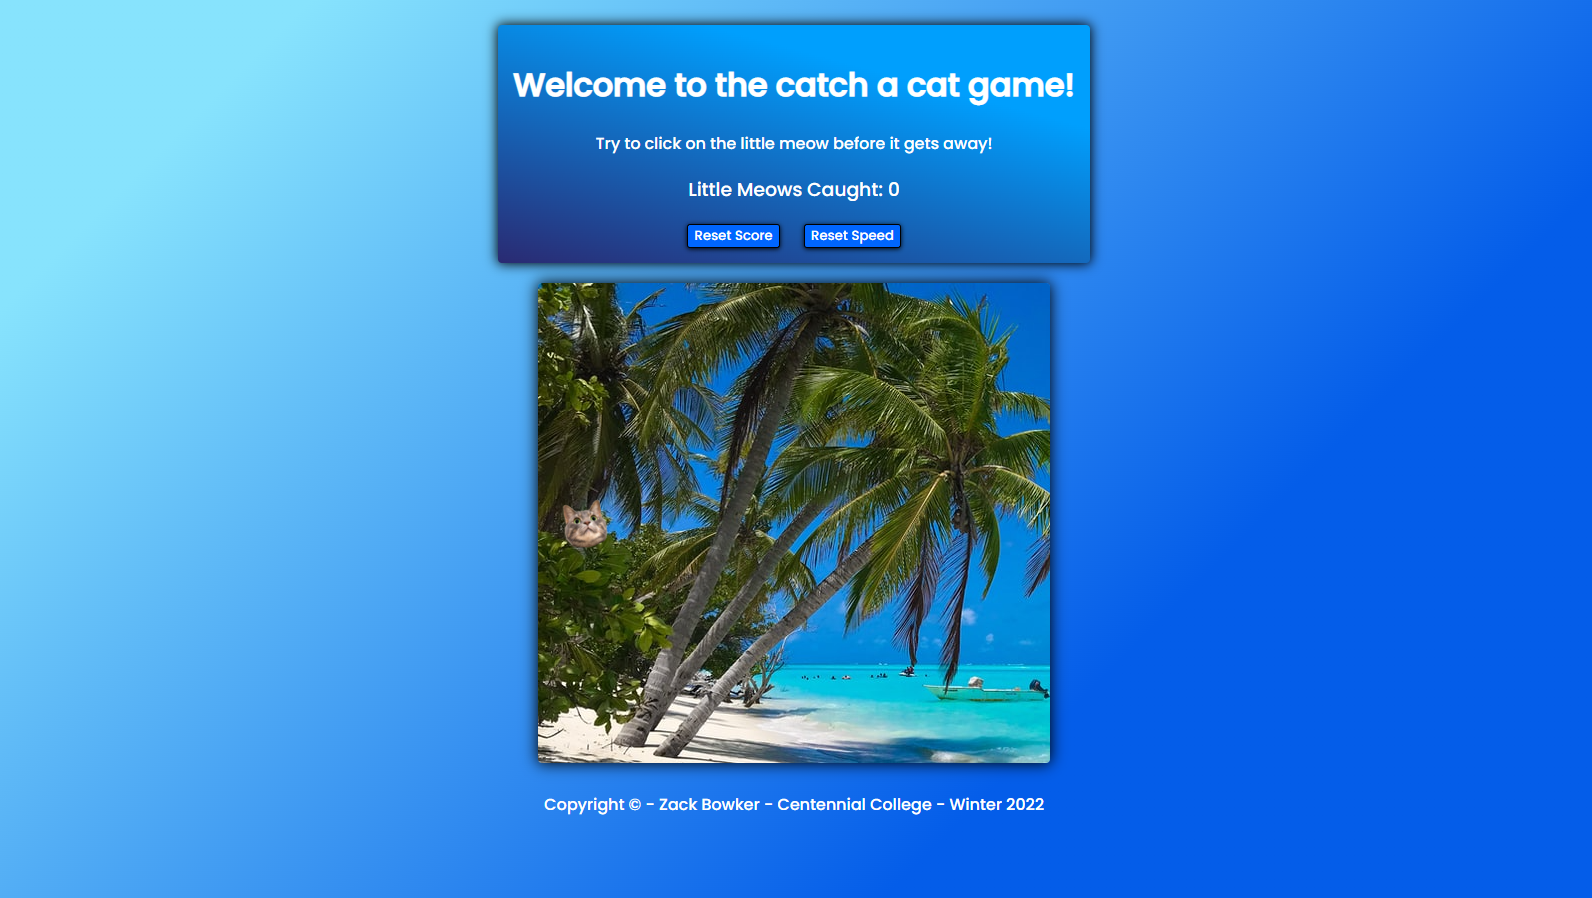 Welcome to the catch a cat game!
Try to click on the little meow before it gets away!
Little Meows Caught: 0
Reset Score Reset Speed
Copyright © - Zack Bowker - Centennial College - Winter 2022